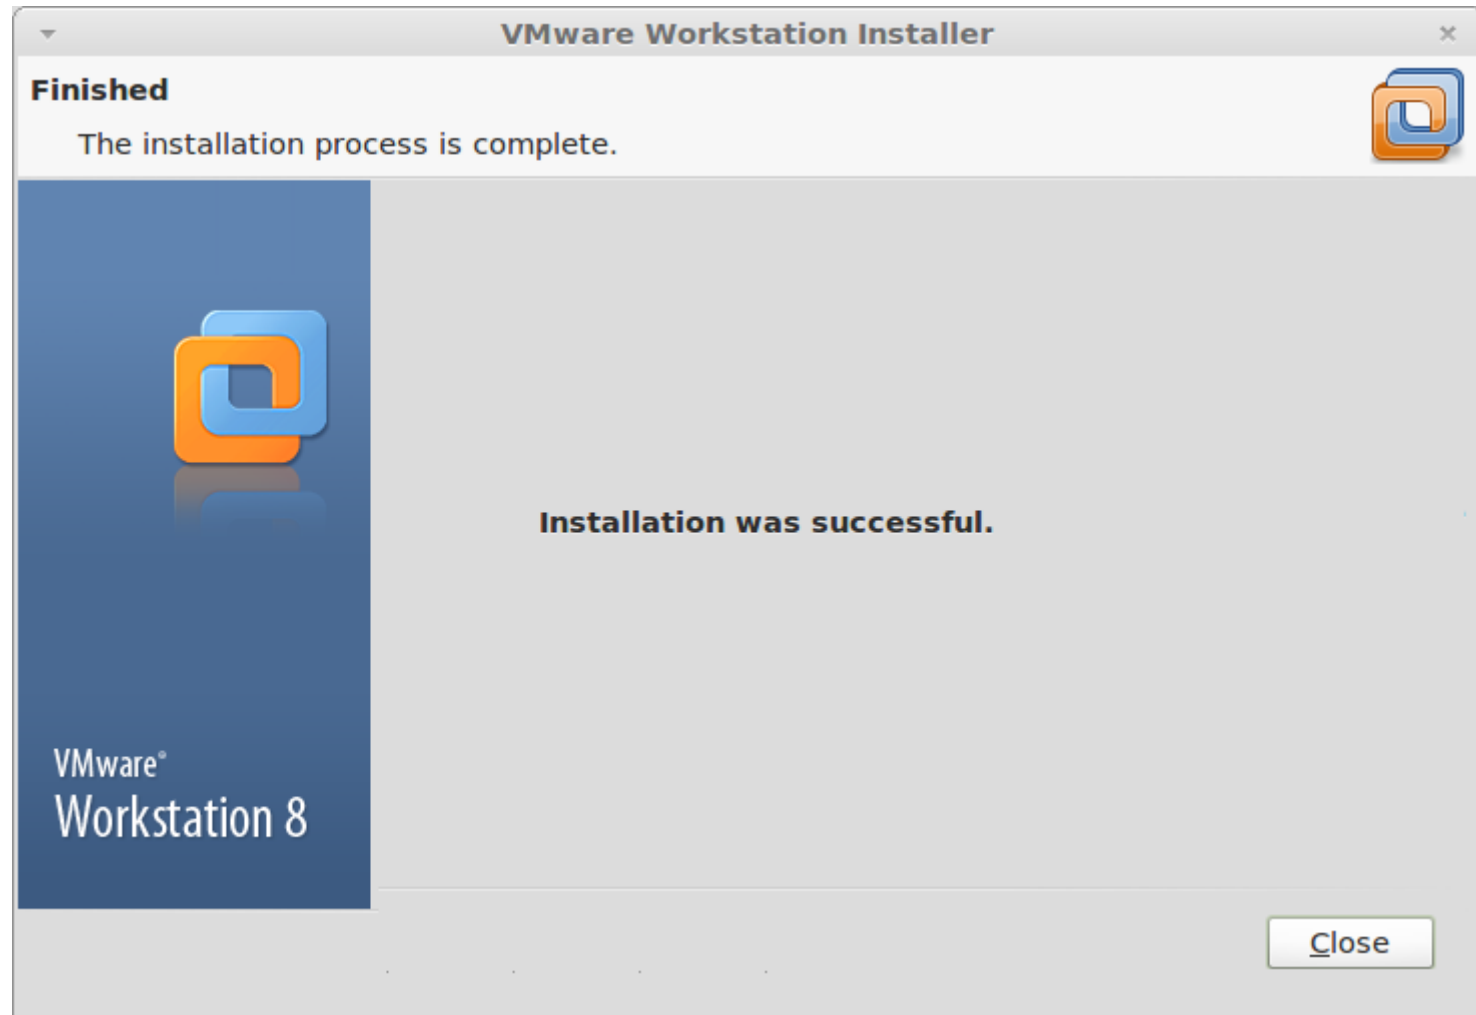 VMware Workstation Installer
Finished
The installation process is complete.
Installation was successful.
VMware®
Workstation 8
Close